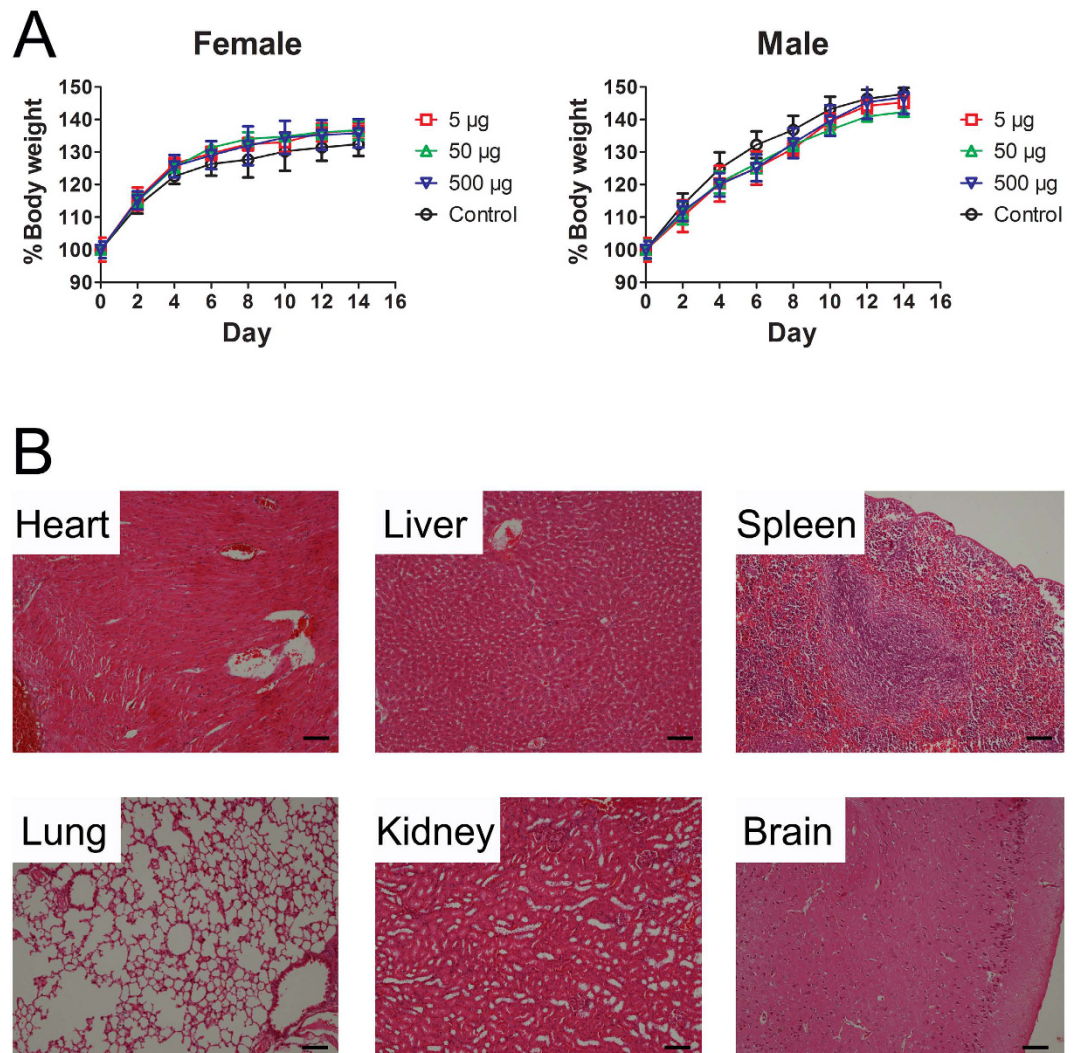 A
Female
Male
% Body weight
150
140
130
120
110
100
90
0 2 4 6 8 10 12 14 16
Day
5 µg
50 µg
500 µg
Control
% Body weight
150
140
130
120
110
100
90
0 2 4 6 8 10 12 14 16
Day
5 µg
50 µg
500 µg
Control
B
Heart
Liver
Spleen
Lung
Kidney
Brain